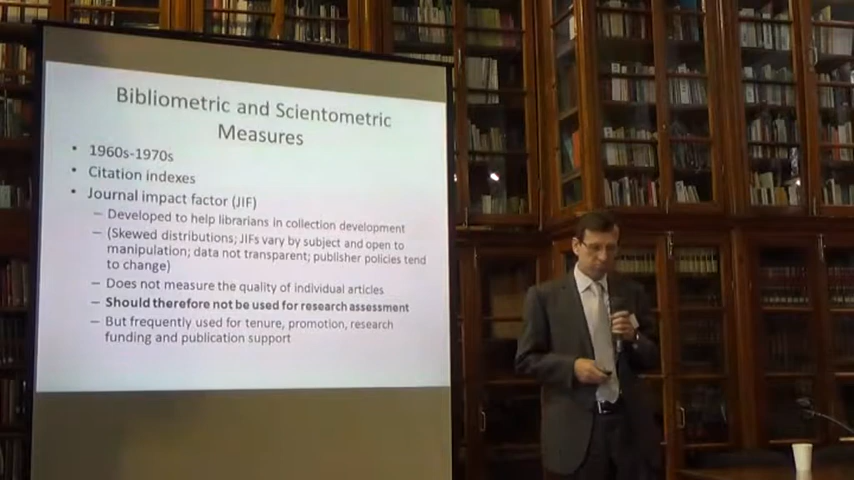 Bibliometric and Scientometric
Measures
• 1960s-1970s
• Citation indexes
• Journal impact factor (JIF)
– Developed to help librarians in collection development
– (Skewed distributions; JIFs vary by subject and open to
manipulation; data not transparent; publisher policies tend
to change)
– Does not measure the quality of individual articles
– Should therefore not be used for research assessment
– But frequently used for tenure, promotion, research
funding and publication support